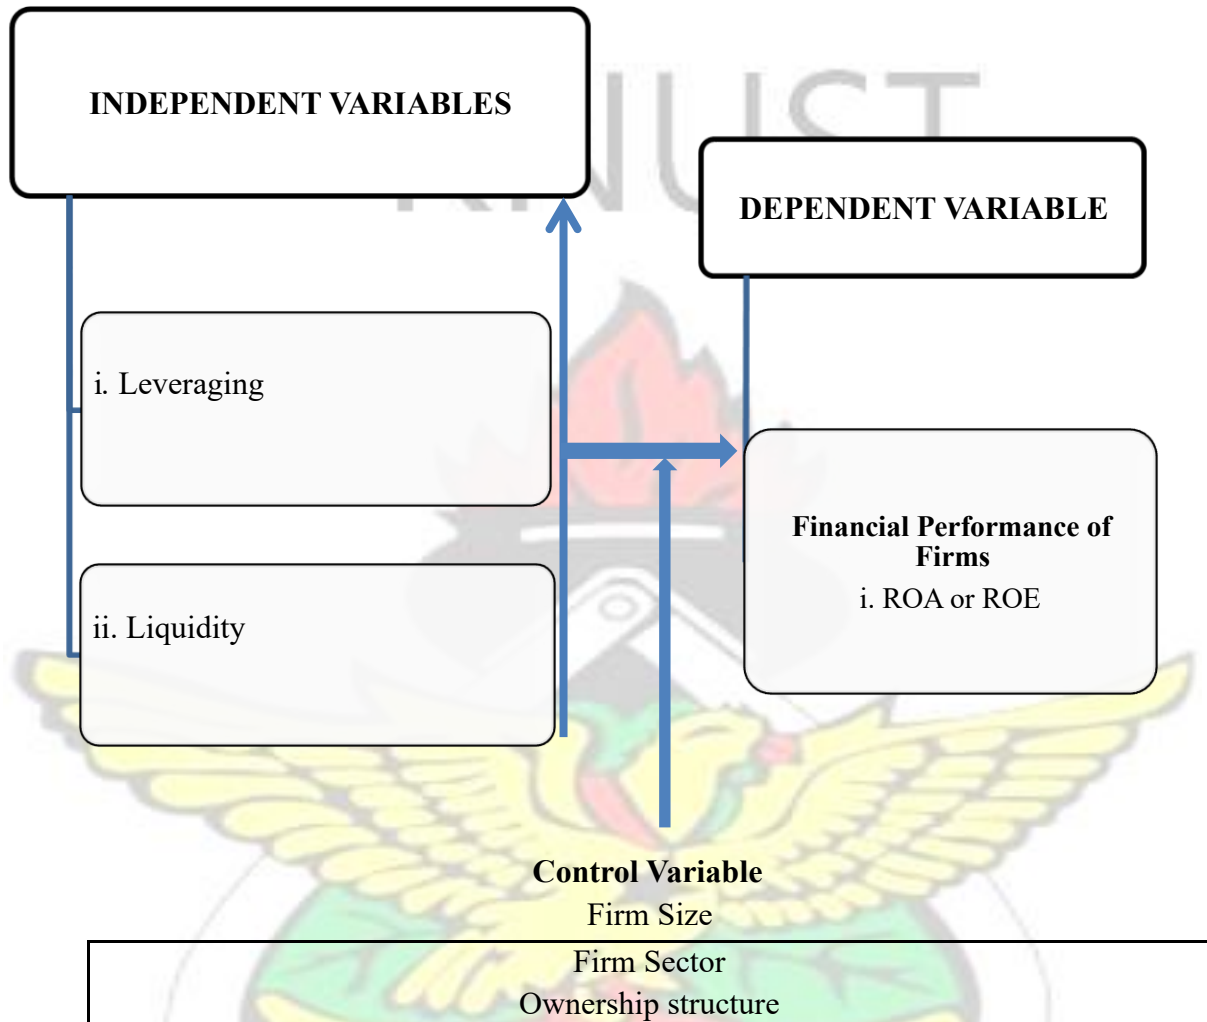 KNUST
INDEPENDENT VARIABLES
DEPENDENT VARIABLE
i. Leveraging
Financial Performance of
Firms
i. ROA or ROE
ii. Liquidity
Control Variable
Firm Size
Firm Sector
Ownership structure